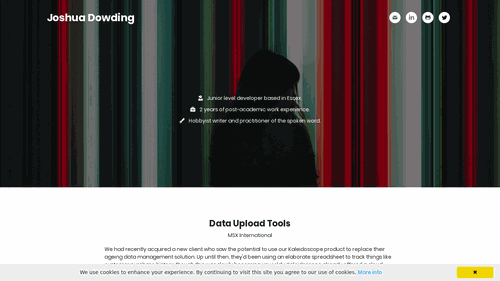 Joshua Dowding
Junior level developer based in Essex.
2 years of post-academic work experience.
Hobbyist writer and practitioner of the spoken word.
Data Upload Tools
MSX International
We had recently acquired a new client who saw the potential to use our Kaleidoscope product to replace their
ageing data management solution. Up until then, they'd been using an elaborate spreadsheet to track things like
We use cookies to enhance your experience. By continuing to visit this site you agree to our use of cookies. More info